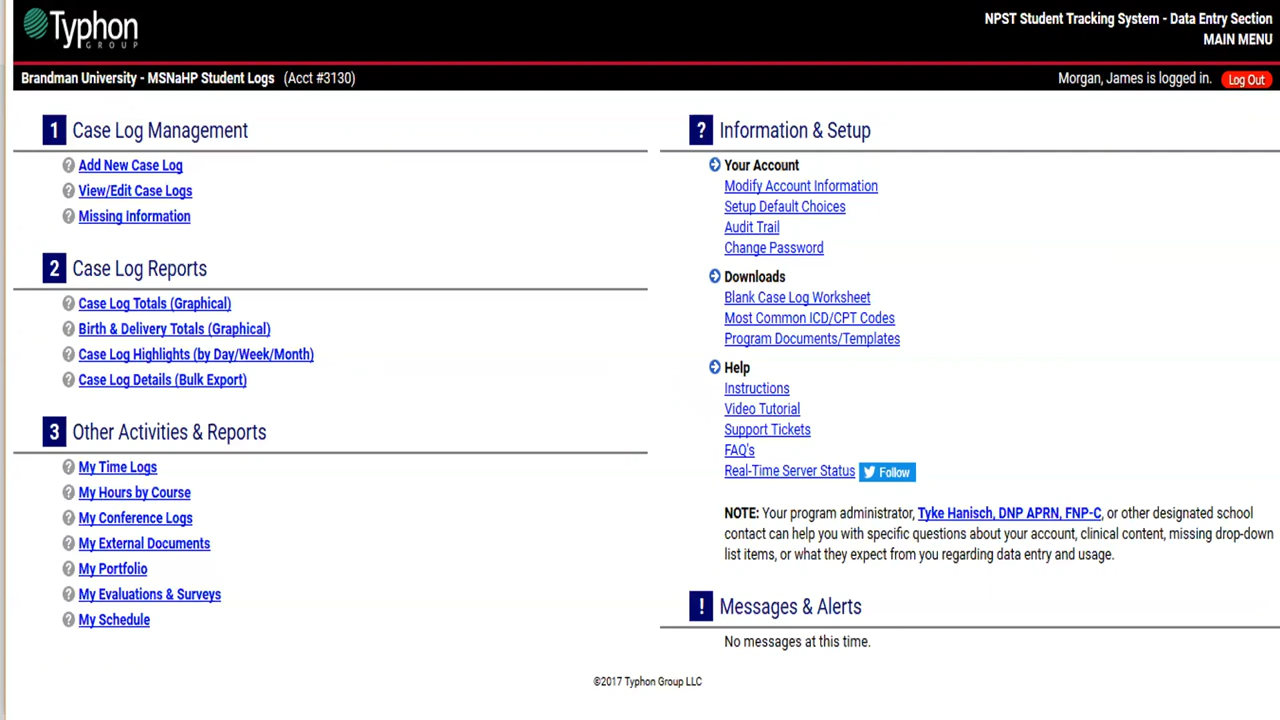 Typhon
GROUP
NPST Student Tracking System - Data Entry Section
MAIN MENU
Brandman University - MSNaHP Student Logs (Acct #3130)
Morgan, James is logged in. Log Out
1 Case Log Management
? Add New Case Log
? View/Edit Case Logs
? Missing Information
2 Case Log Reports
? Case Log Totals (Graphical)
? Birth & Delivery Totals (Graphical)
? Case Log Highlights (by Day/Week/Month)
? Case Log Details (Bulk Export)
3 Other Activities & Reports
? My Time Logs
? My Hours by Course
? My Conference Logs
? My External Documents
? My Portfolio
? My Evaluations & Surveys
? My Schedule
? Information & Setup
Your Account
Modify Account Information
Setup Default Choices
Audit Trail
Change Password
Downloads
Blank Case Log Worksheet
Most Common ICD/CPT Codes
Program Documents/Templates
Help
Instructions
Video Tutorial
Support Tickets
FAQ's
Real-Time Server Status Follow
NOTE: Your program administrator, Tyke Hanisch, DNP APRN, FNP-C, or other designated school
contact can help you with specific questions about your account, clinical content, missing drop-down
list items, or what they expect from you regarding data entry and usage.
! Messages & Alerts
No messages at this time.
©2017 Typhon Group LLC